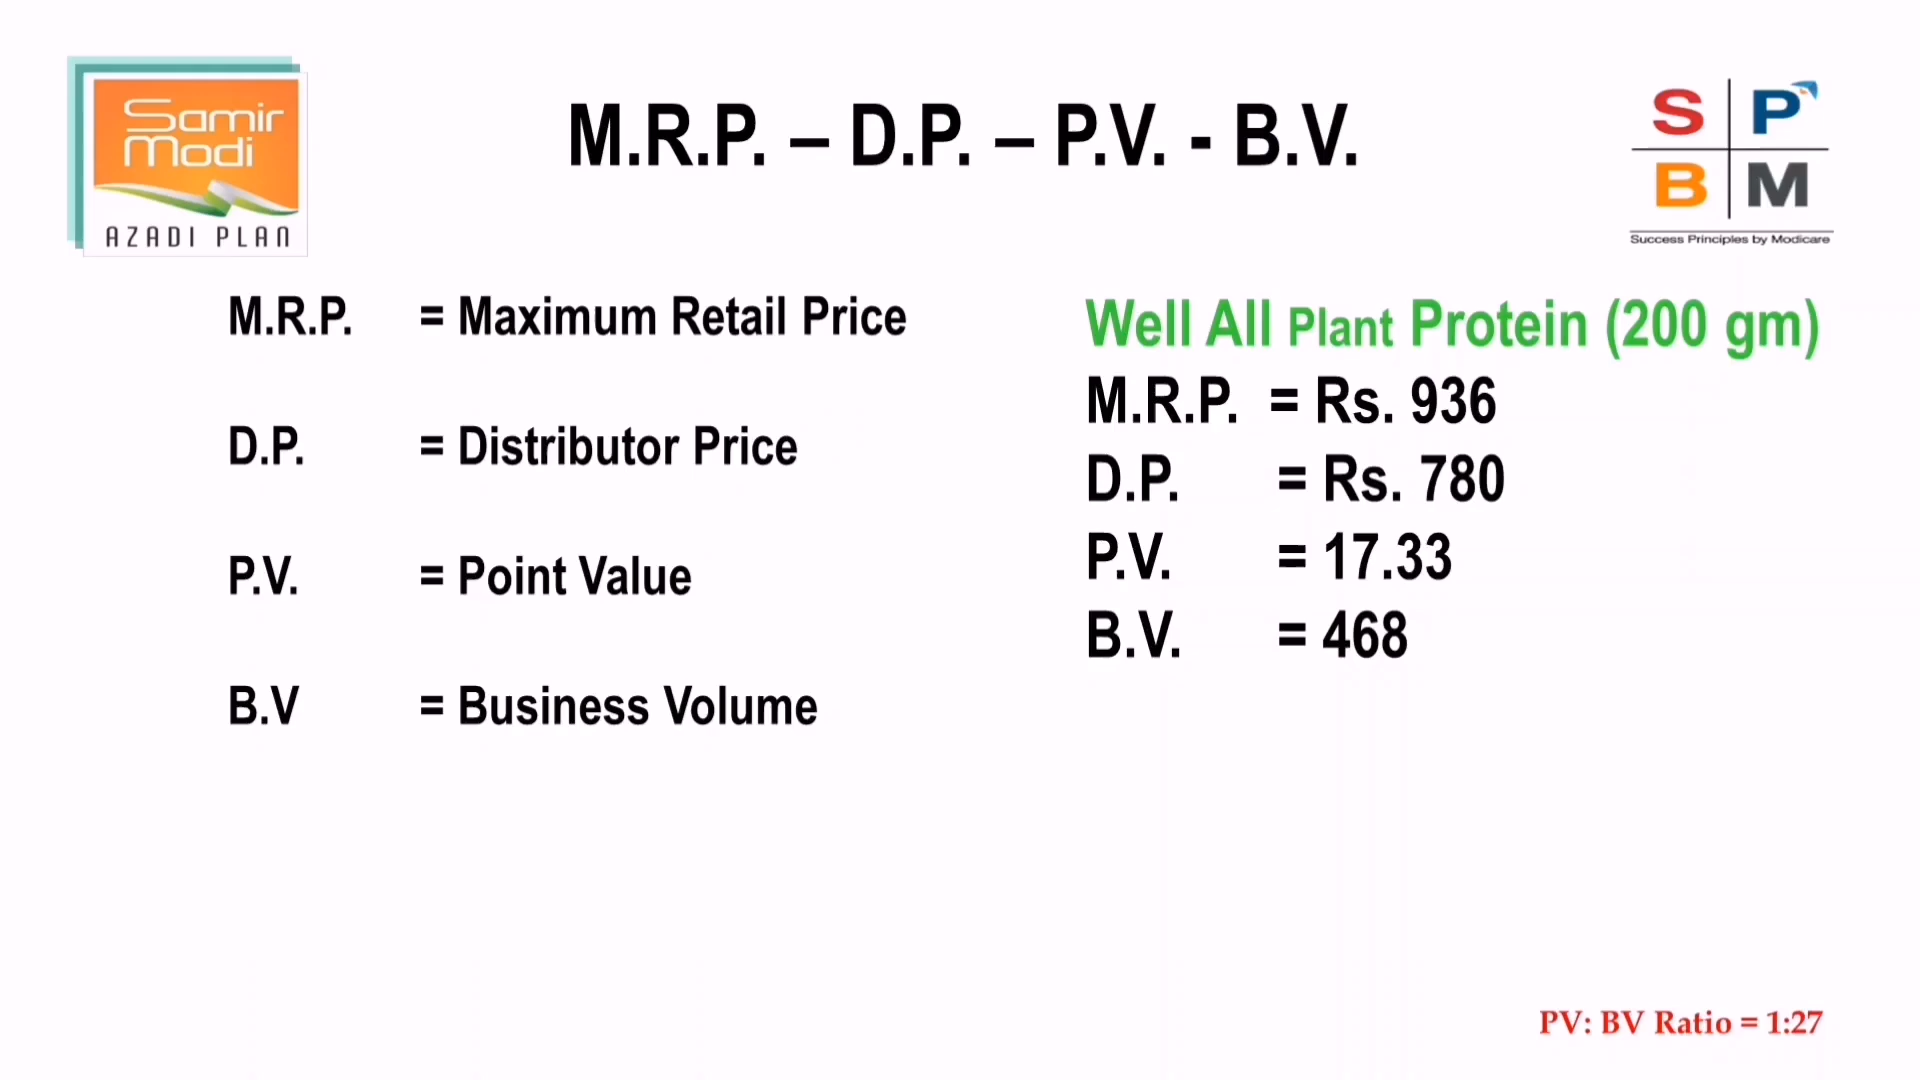 Samir
Modi
AZADI PLAN
M.R.P. – D.P. – P.V. - B.V.
S P
B M
Success Principles by Modicare
M.R.P. = Maximum Retail Price
D.P. = Distributor Price
P.V. = Point Value
B.V = Business Volume
Well All Plant Protein (200 gm)
M.R.P. = Rs. 936
D.P. = Rs. 780
P.V. = 17.33
B.V. = 468
PV: BV Ratio = 1:27